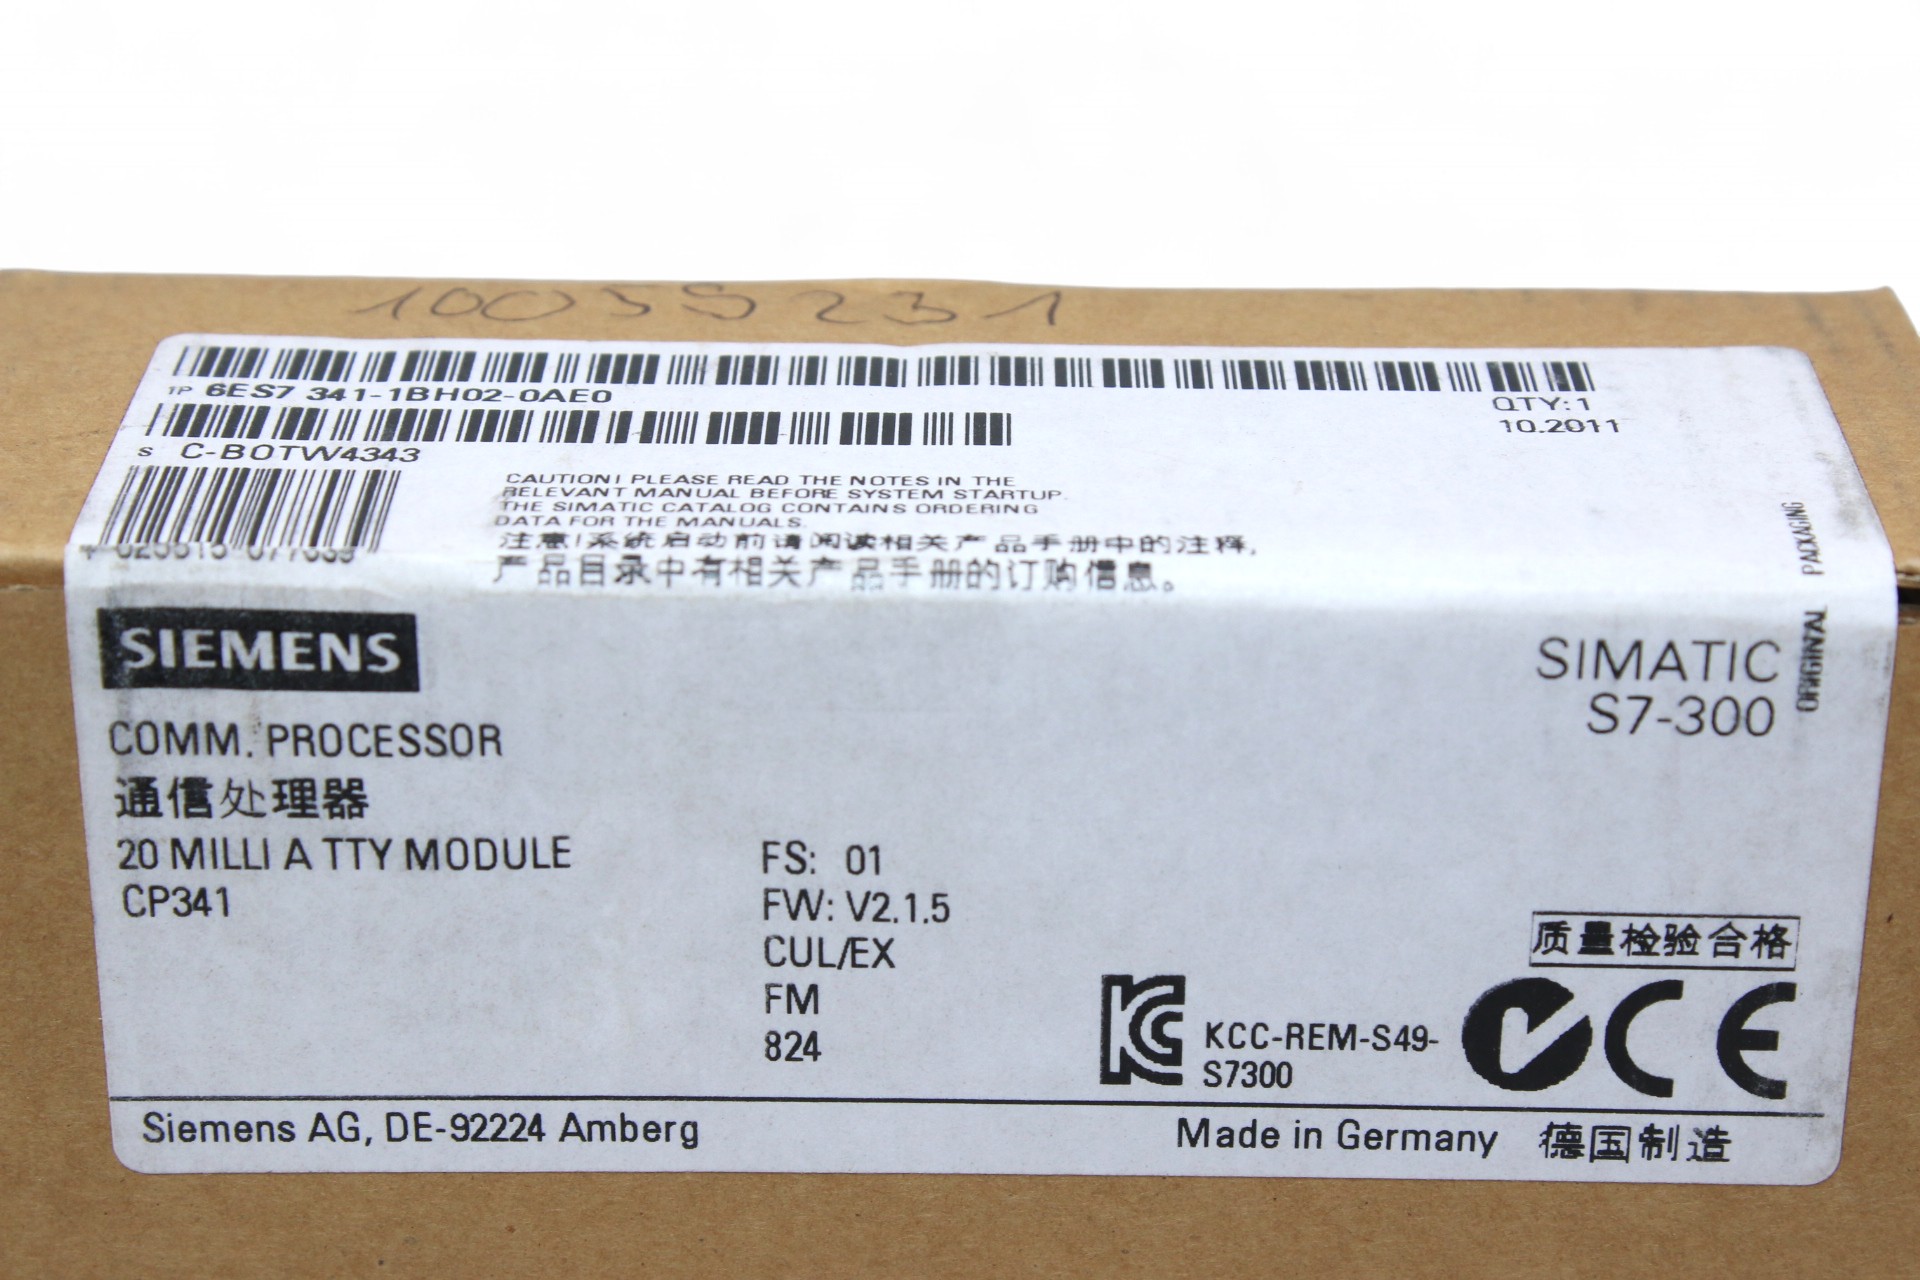 10055231
1P 6ES7 341-1BH02-0AE0
QTY:1
10.2011
S C-BOTW4343
CAUTION! PLEASE READ THE NOTES IN THE
RELEVANT MANUAL BEFORE SYSTEM STARTUP.
THE SIMATIC CATALOG CONTAINS ORDERING
DATA FOR THE MANUALS.
注意!系统启动前请阅读相关产品手册中的注释,
产品目录中有相关产品手册的订购信息。
ORIGINAL PACKAGING
SIEMENS
SIMATIC
S7-300
COMM. PROCESSOR
通信处理器
20 MILLI A TTY MODULE
CP341
FS: 01
FW: V2.1.5
CUL/EX
FM
824
质量检验合格
KCC-REM-S49-
S7300
CE
Siemens AG, DE-92224 Amberg
Made in Germany 德国制造